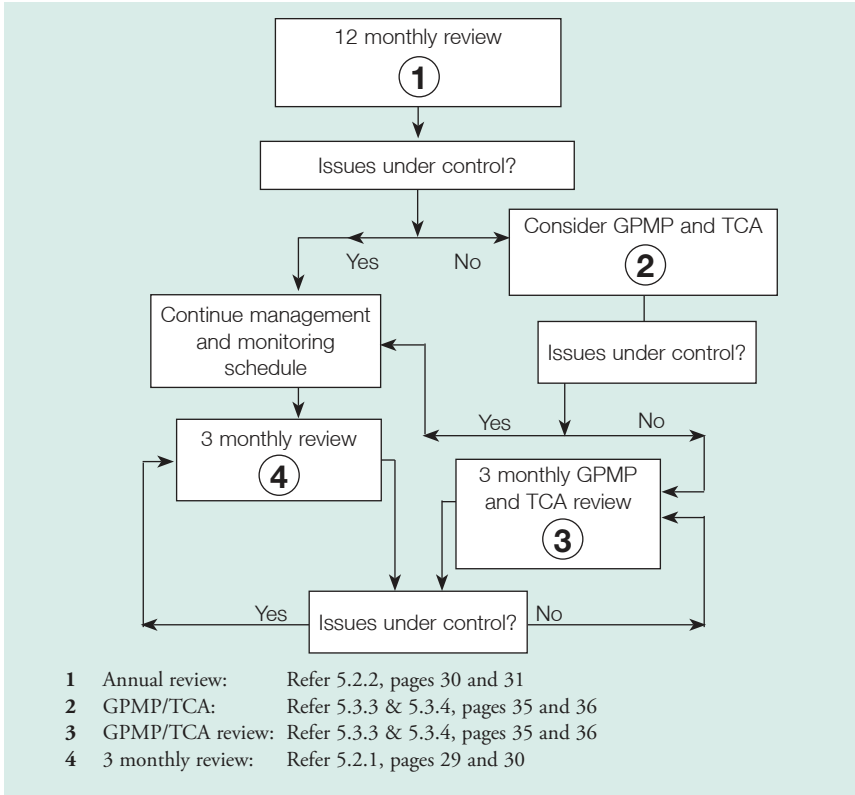 12 monthly review
1
Issues under control?
Consider GPMP and TCA
2
Yes No
Continue management
and monitoring
schedule
Issues under control?
Yes No
3 monthly review
4
3 monthly GPMP
and TCA review
3
Yes Issues under control? No
1 Annual review: Refer 5.2.2, pages 30 and 31
2 GPMP/TCA: Refer 5.3.3 & 5.3.4, pages 35 and 36
3 GPMP/TCA review: Refer 5.3.3 & 5.3.4, pages 35 and 36
4 3 monthly review: Refer 5.2.1, pages 29 and 30